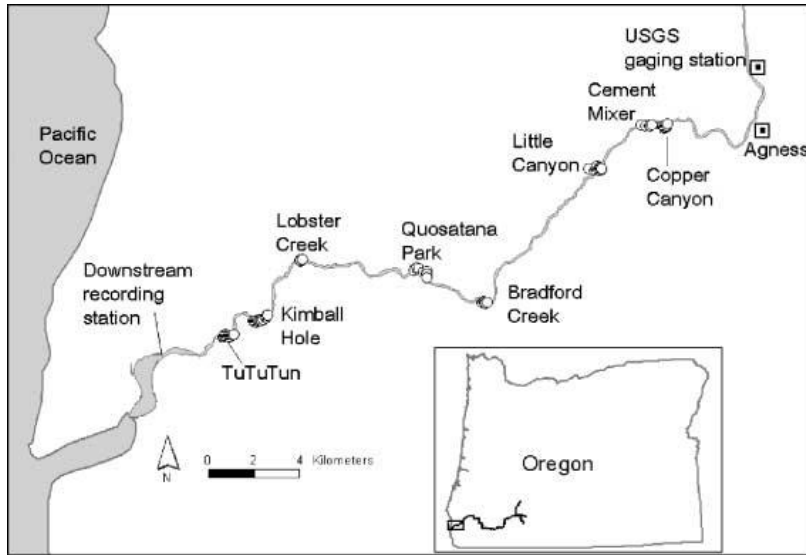 USGS
gaging station
Cement
Mixer
Pacific
Ocean
Little
Canyon
Agness
Copper
Canyon
Lobster
Creek
Quosatana
Park
Downstream
recording
station
Kimball
Hole
Bradford
Creek
TuTuTun
N
0 2 4 Kilometers
Oregon